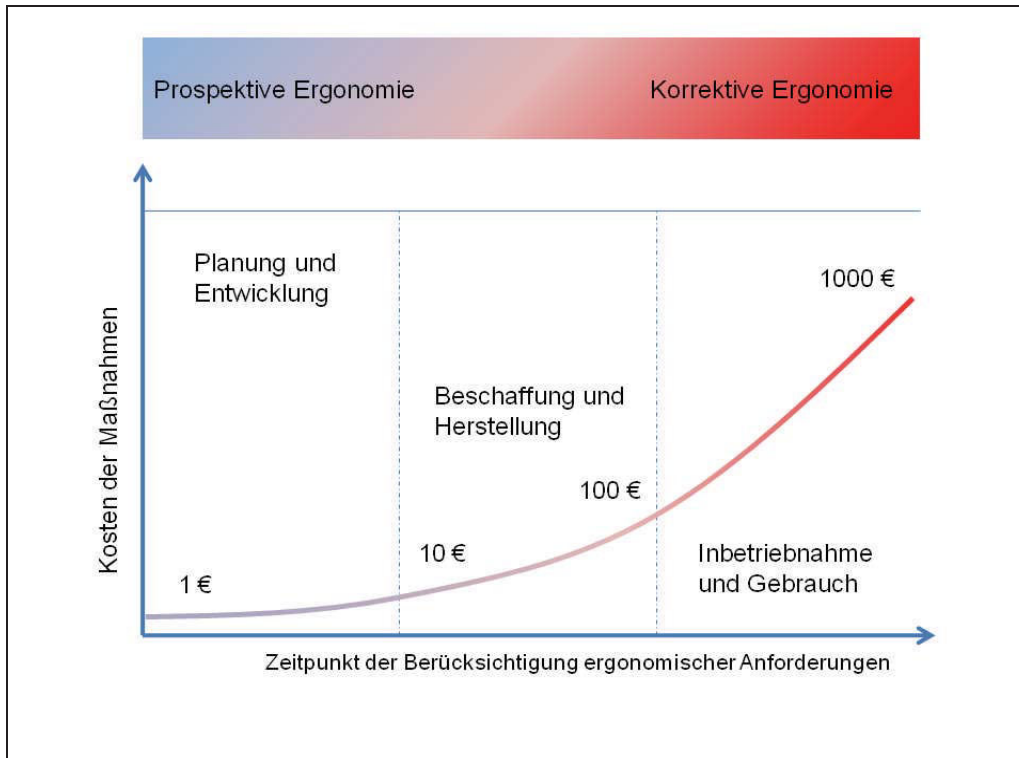 Prospektive Ergonomie
Korrektive Ergonomie
Kosten der Maßnahmen
Planung und
Entwicklung
1000 €
Beschaffung und
Herstellung
100 €
10 €
Inbetriebnahme
und Gebrauch
1 €
Zeitpunkt der Berücksichtigung ergonomischer Anforderungen